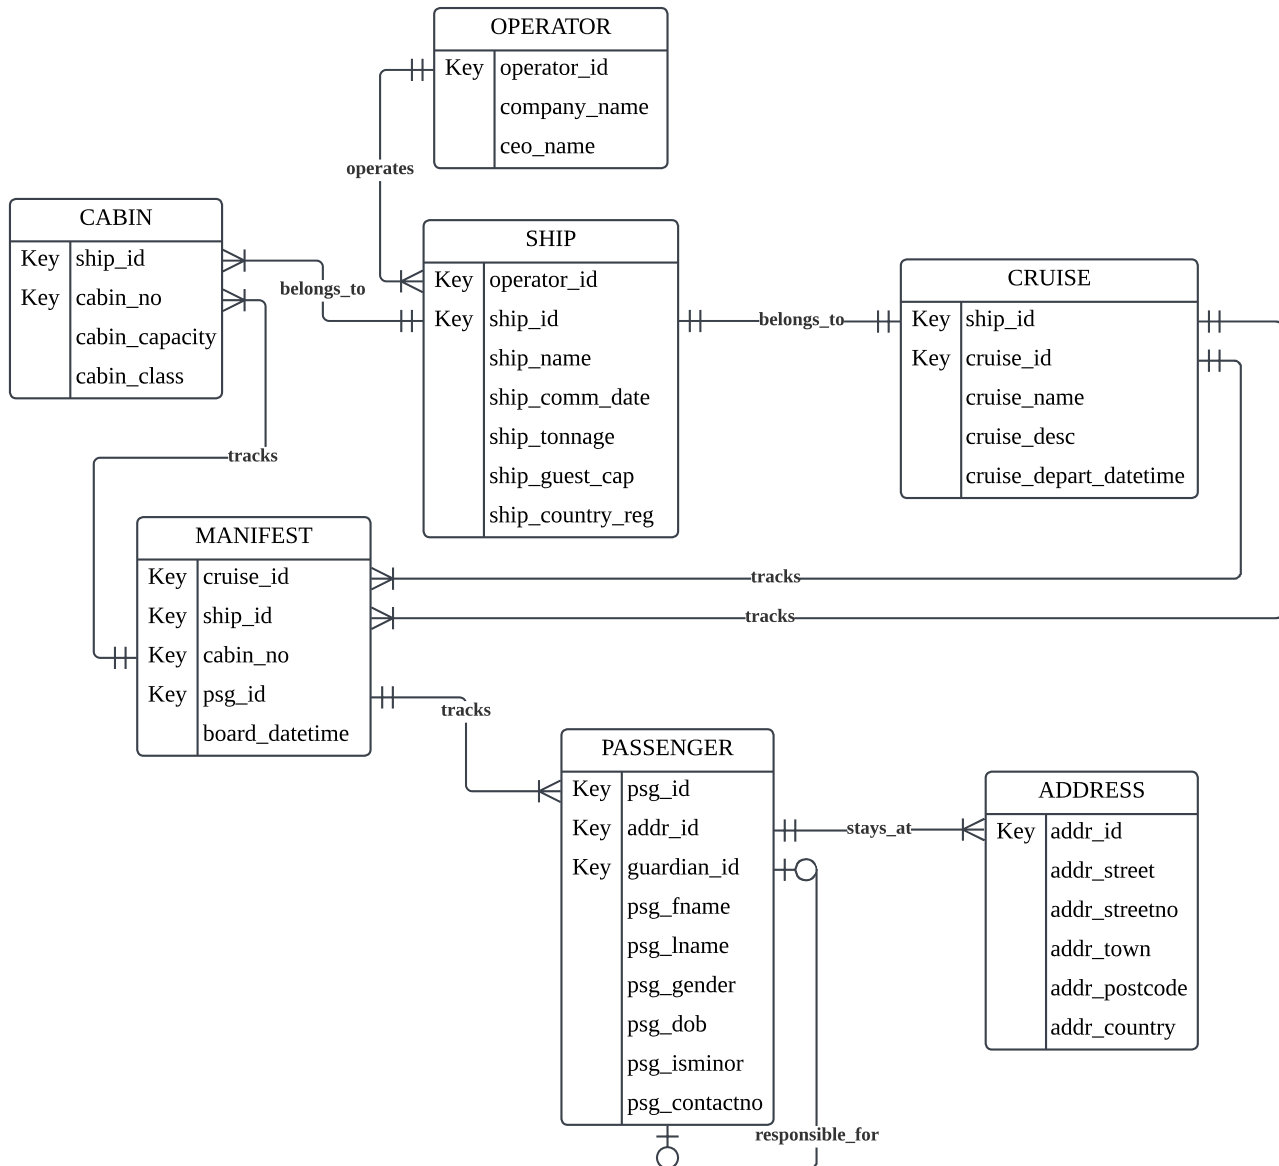 OPERATOR
Key operator_id
company_name
ceo_name
operates
CABIN
Key ship_id
Key cabin_no
cabin_capacity
cabin_class
belongs_to
SHIP
Key operator_id
Key ship_id
ship_name
ship_comm_date
ship_tonnage
ship_guest_cap
ship_country_reg
belongs_to
CRUISE
Key ship_id
Key cruise_id
cruise_name
cruise_desc
cruise_depart_datetime
tracks
MANIFEST
Key cruise_id
Key ship_id
Key cabin_no
Key psg_id
board_datetime
tracks
tracks
tracks
PASSENGER
Key psg_id
Key addr_id
Key guardian_id
psg_fname
psg_lname
psg_gender
psg_dob
psg_isminor
psg_contactno
stays_at
responsible_for
ADDRESS
Key addr_id
addr_street
addr_streetno
addr_town
addr_postcode
addr_country